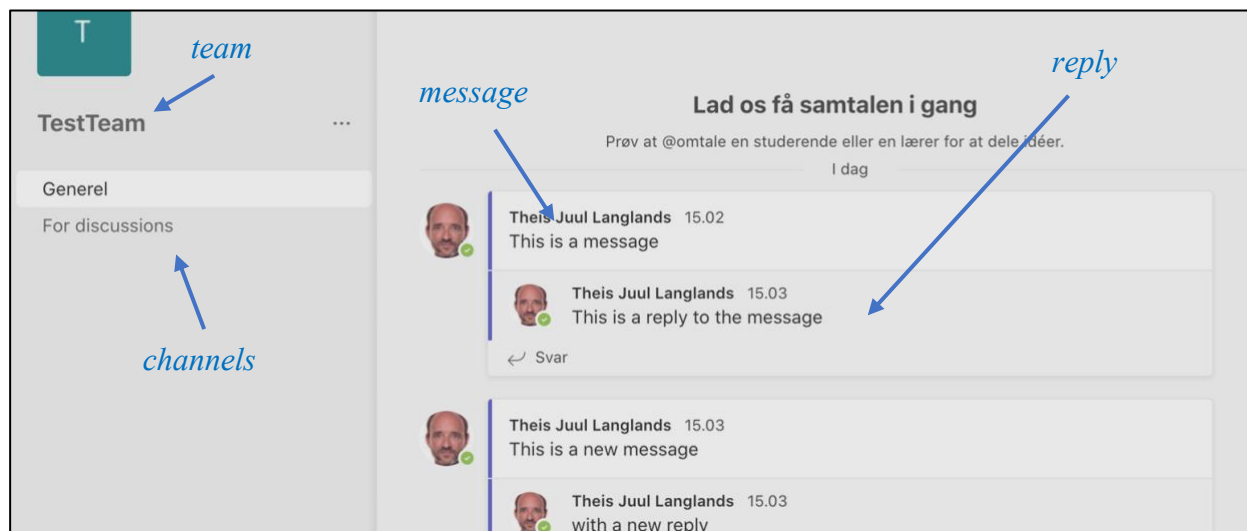 T
team
TestTeam
...
Generel
For discussions
channels
message
reply
Lad os få samtalen i gang
Prøv at @omtale en studerende eller en lærer for at dele idéer.
I dag
Theis Juul Langlands 15.02
This is a message
Theis Juul Langlands 15.03
This is a reply to the message
Svar
Theis Juul Langlands 15.03
This is a new message
Theis Juul Langlands 15.03
with a new reply